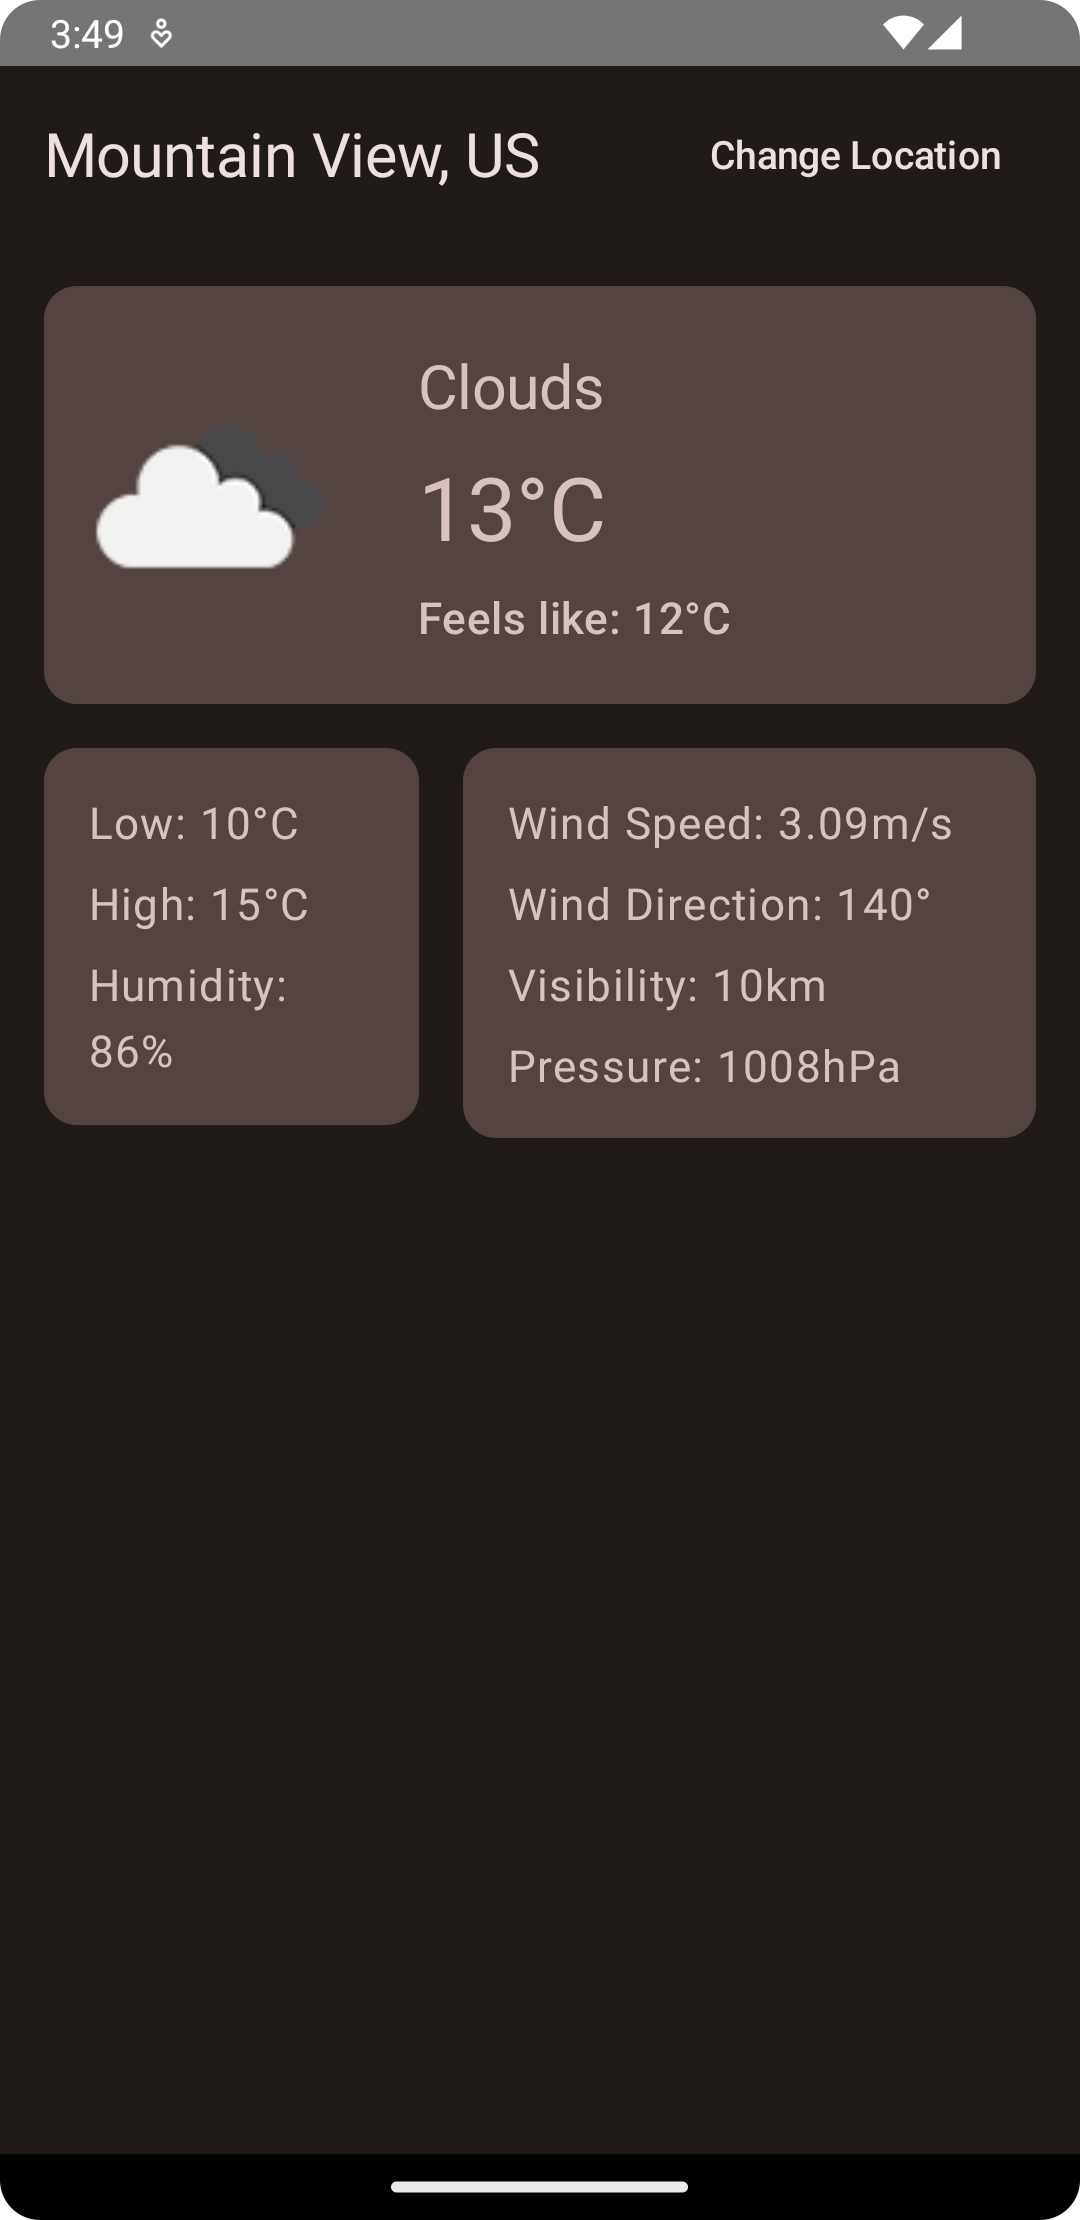 3:49
Mountain View, US
Change Location
Clouds
13°C
Feels like: 12°C
Low: 10°C
High: 15°C
Humidity:
86%
Wind Speed: 3.09m/s
Wind Direction: 140°
Visibility: 10km
Pressure: 1008hPa